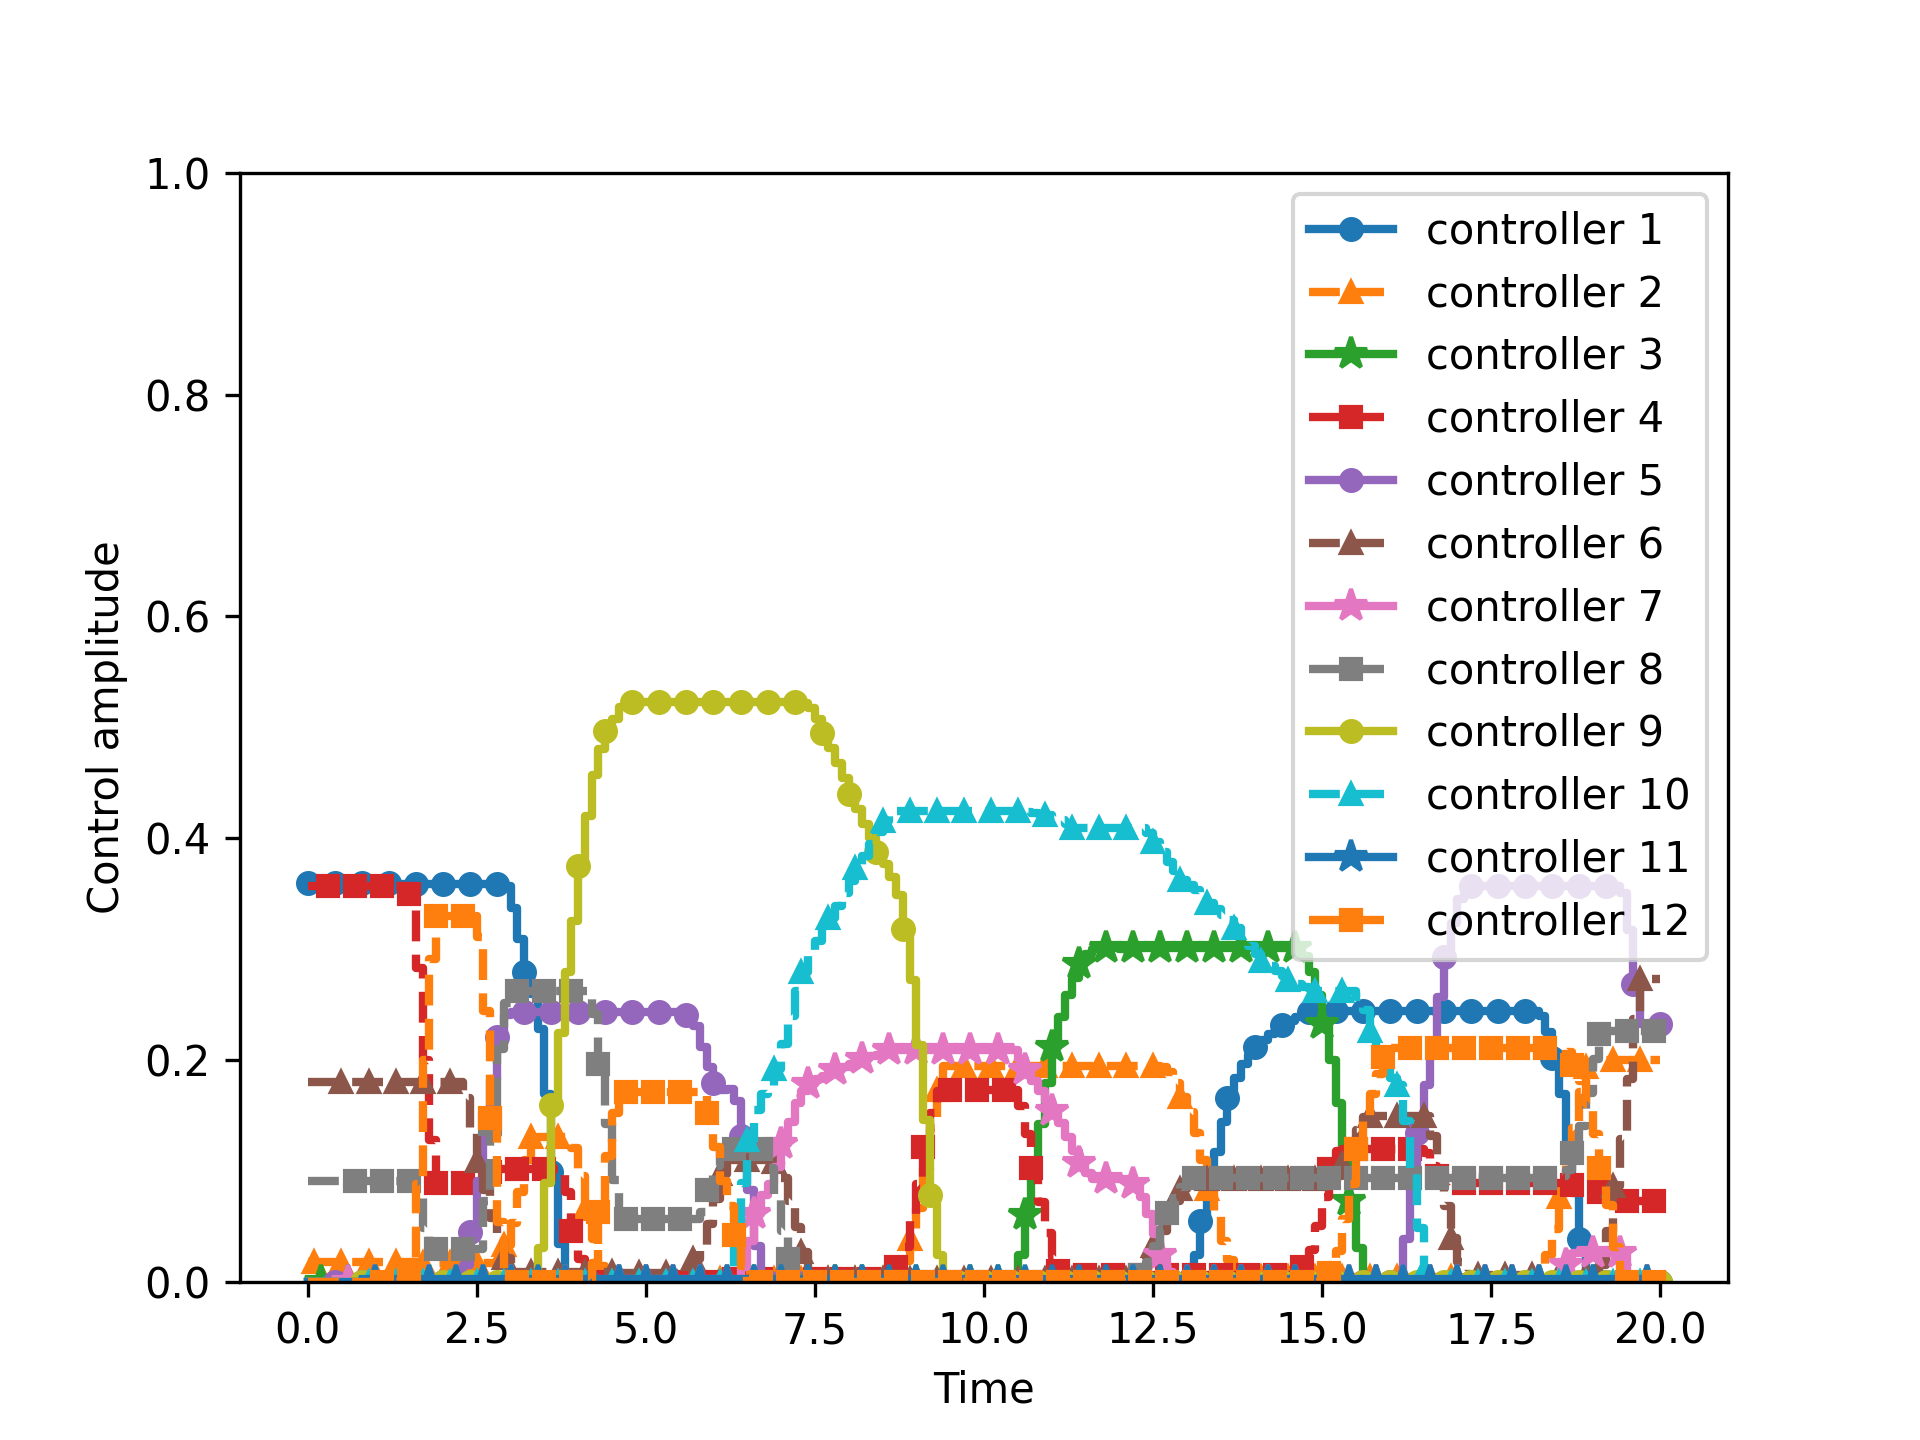 1.0
0.8
0.6
0.4
0.2
0.0
Control amplitude
0.0 2.5 5.0 7.5 10.0 12.5 15.0 17.5 20.0
Time
controller 1
controller 2
controller 3
controller 4
controller 5
controller 6
controller 7
controller 8
controller 9
controller 10
controller 11
controller 12